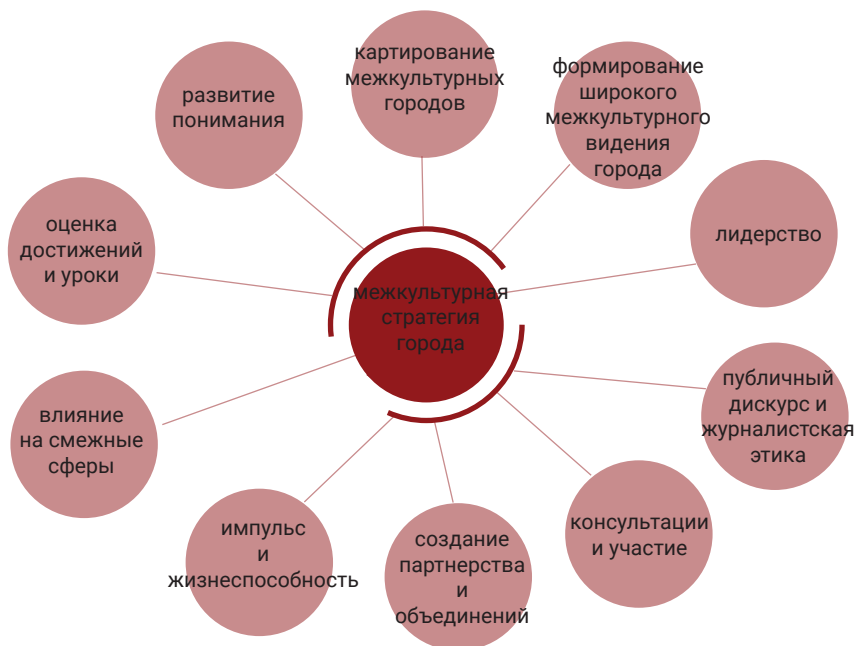 картирование
межкультурных
городов
формирование
широкого
межкультурного
видения
города
развитие
понимания
лидерство
оценка
достижений
и уроки
межкультурная
стратегия
города
публичный
дискурс и
журналистская
этика
влияние
на смежные
сферы
консультации
и участие
импульс
и
жизнеспособность
создание
партнерства
и
объединений